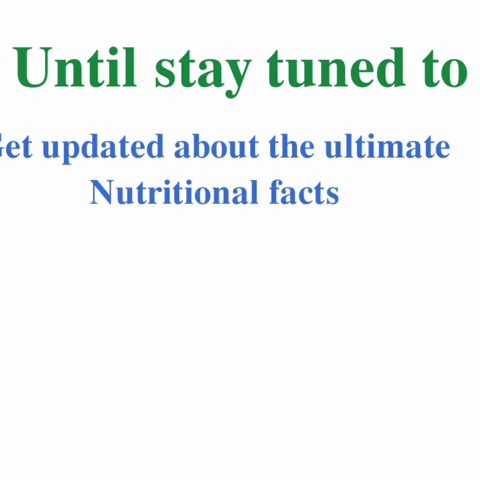 Until stay tuned to
Get updated about the ultimate
Nutritional facts